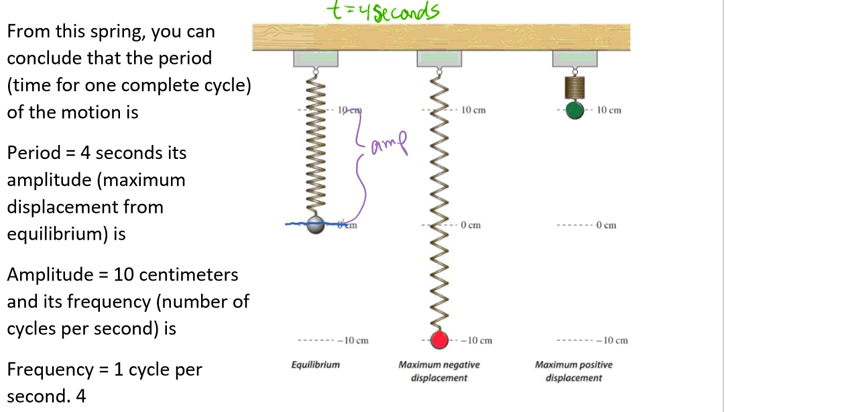 t=4seconds
From this spring, you can
conclude that the period
(time for one complete cycle)
of the motion is
Period = 4 seconds its
amplitude (maximum
displacement from
equilibrium) is
Amplitude = 10 centimeters
and its frequency (number of
cycles per second) is
Frequency = 1 cycle per
second. 4
10 cm
10 cm
10 cm
amp
0 cm
0 cm
0 cm
-10 cm
-10 cm
-10 cm
Equilibrium
Maximum negative
displacement
Maximum positive
displacement